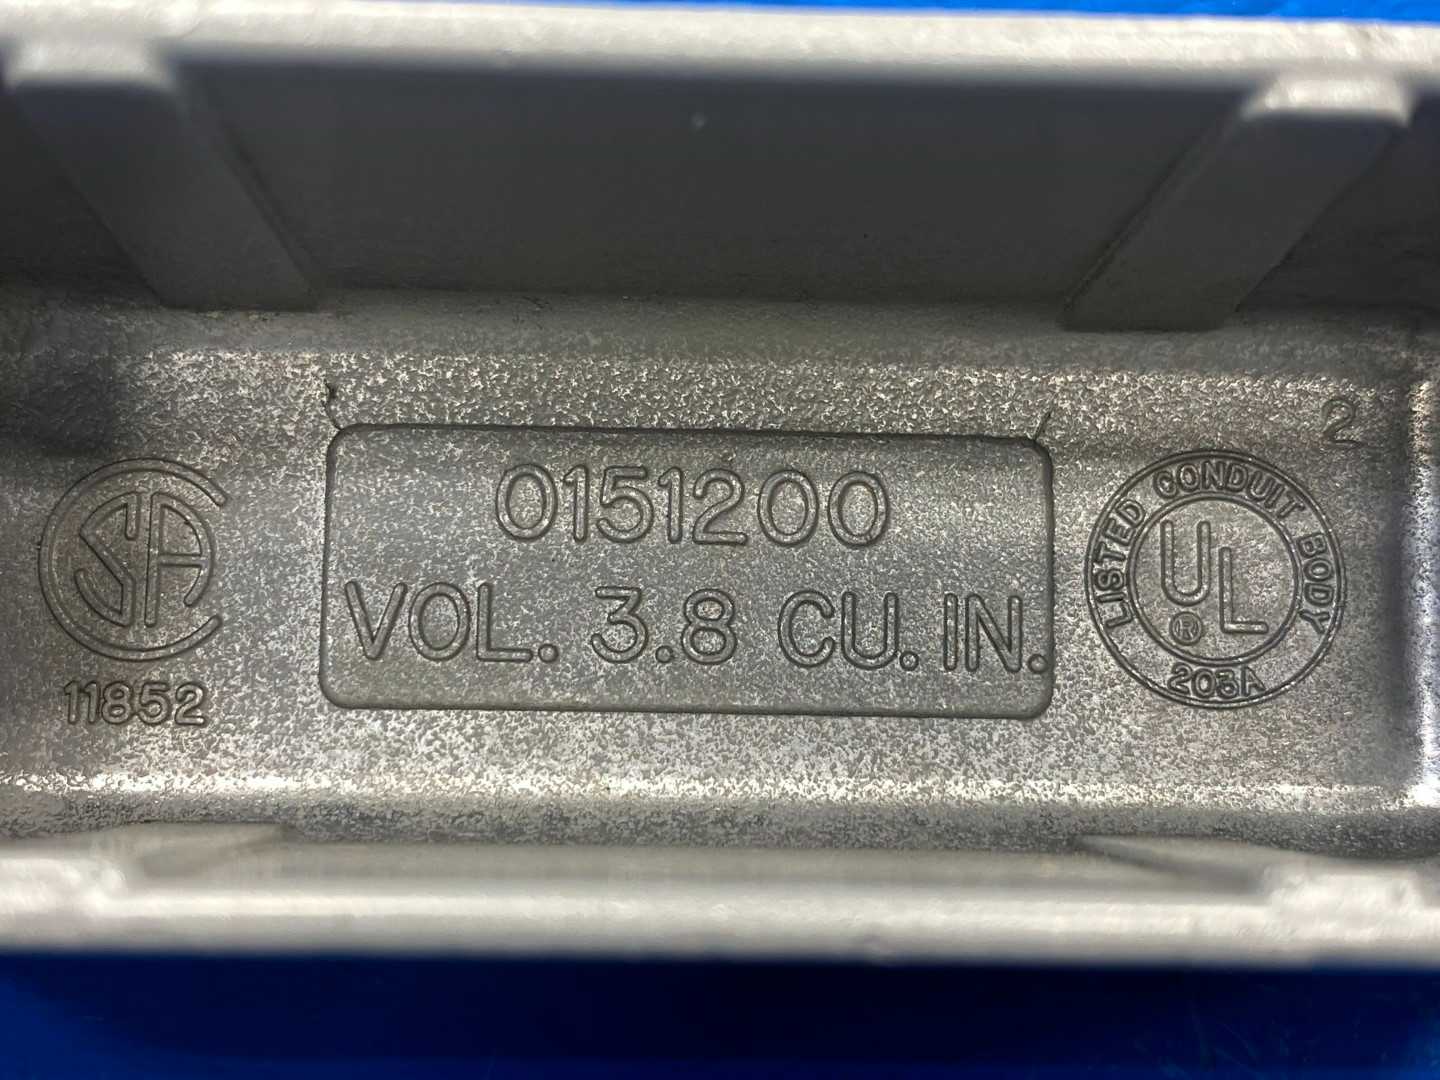 2
SA
0151200
VOL. 3.8 CU. IN.
11852
LISTED CONDUIT BODY
UL
®
203A